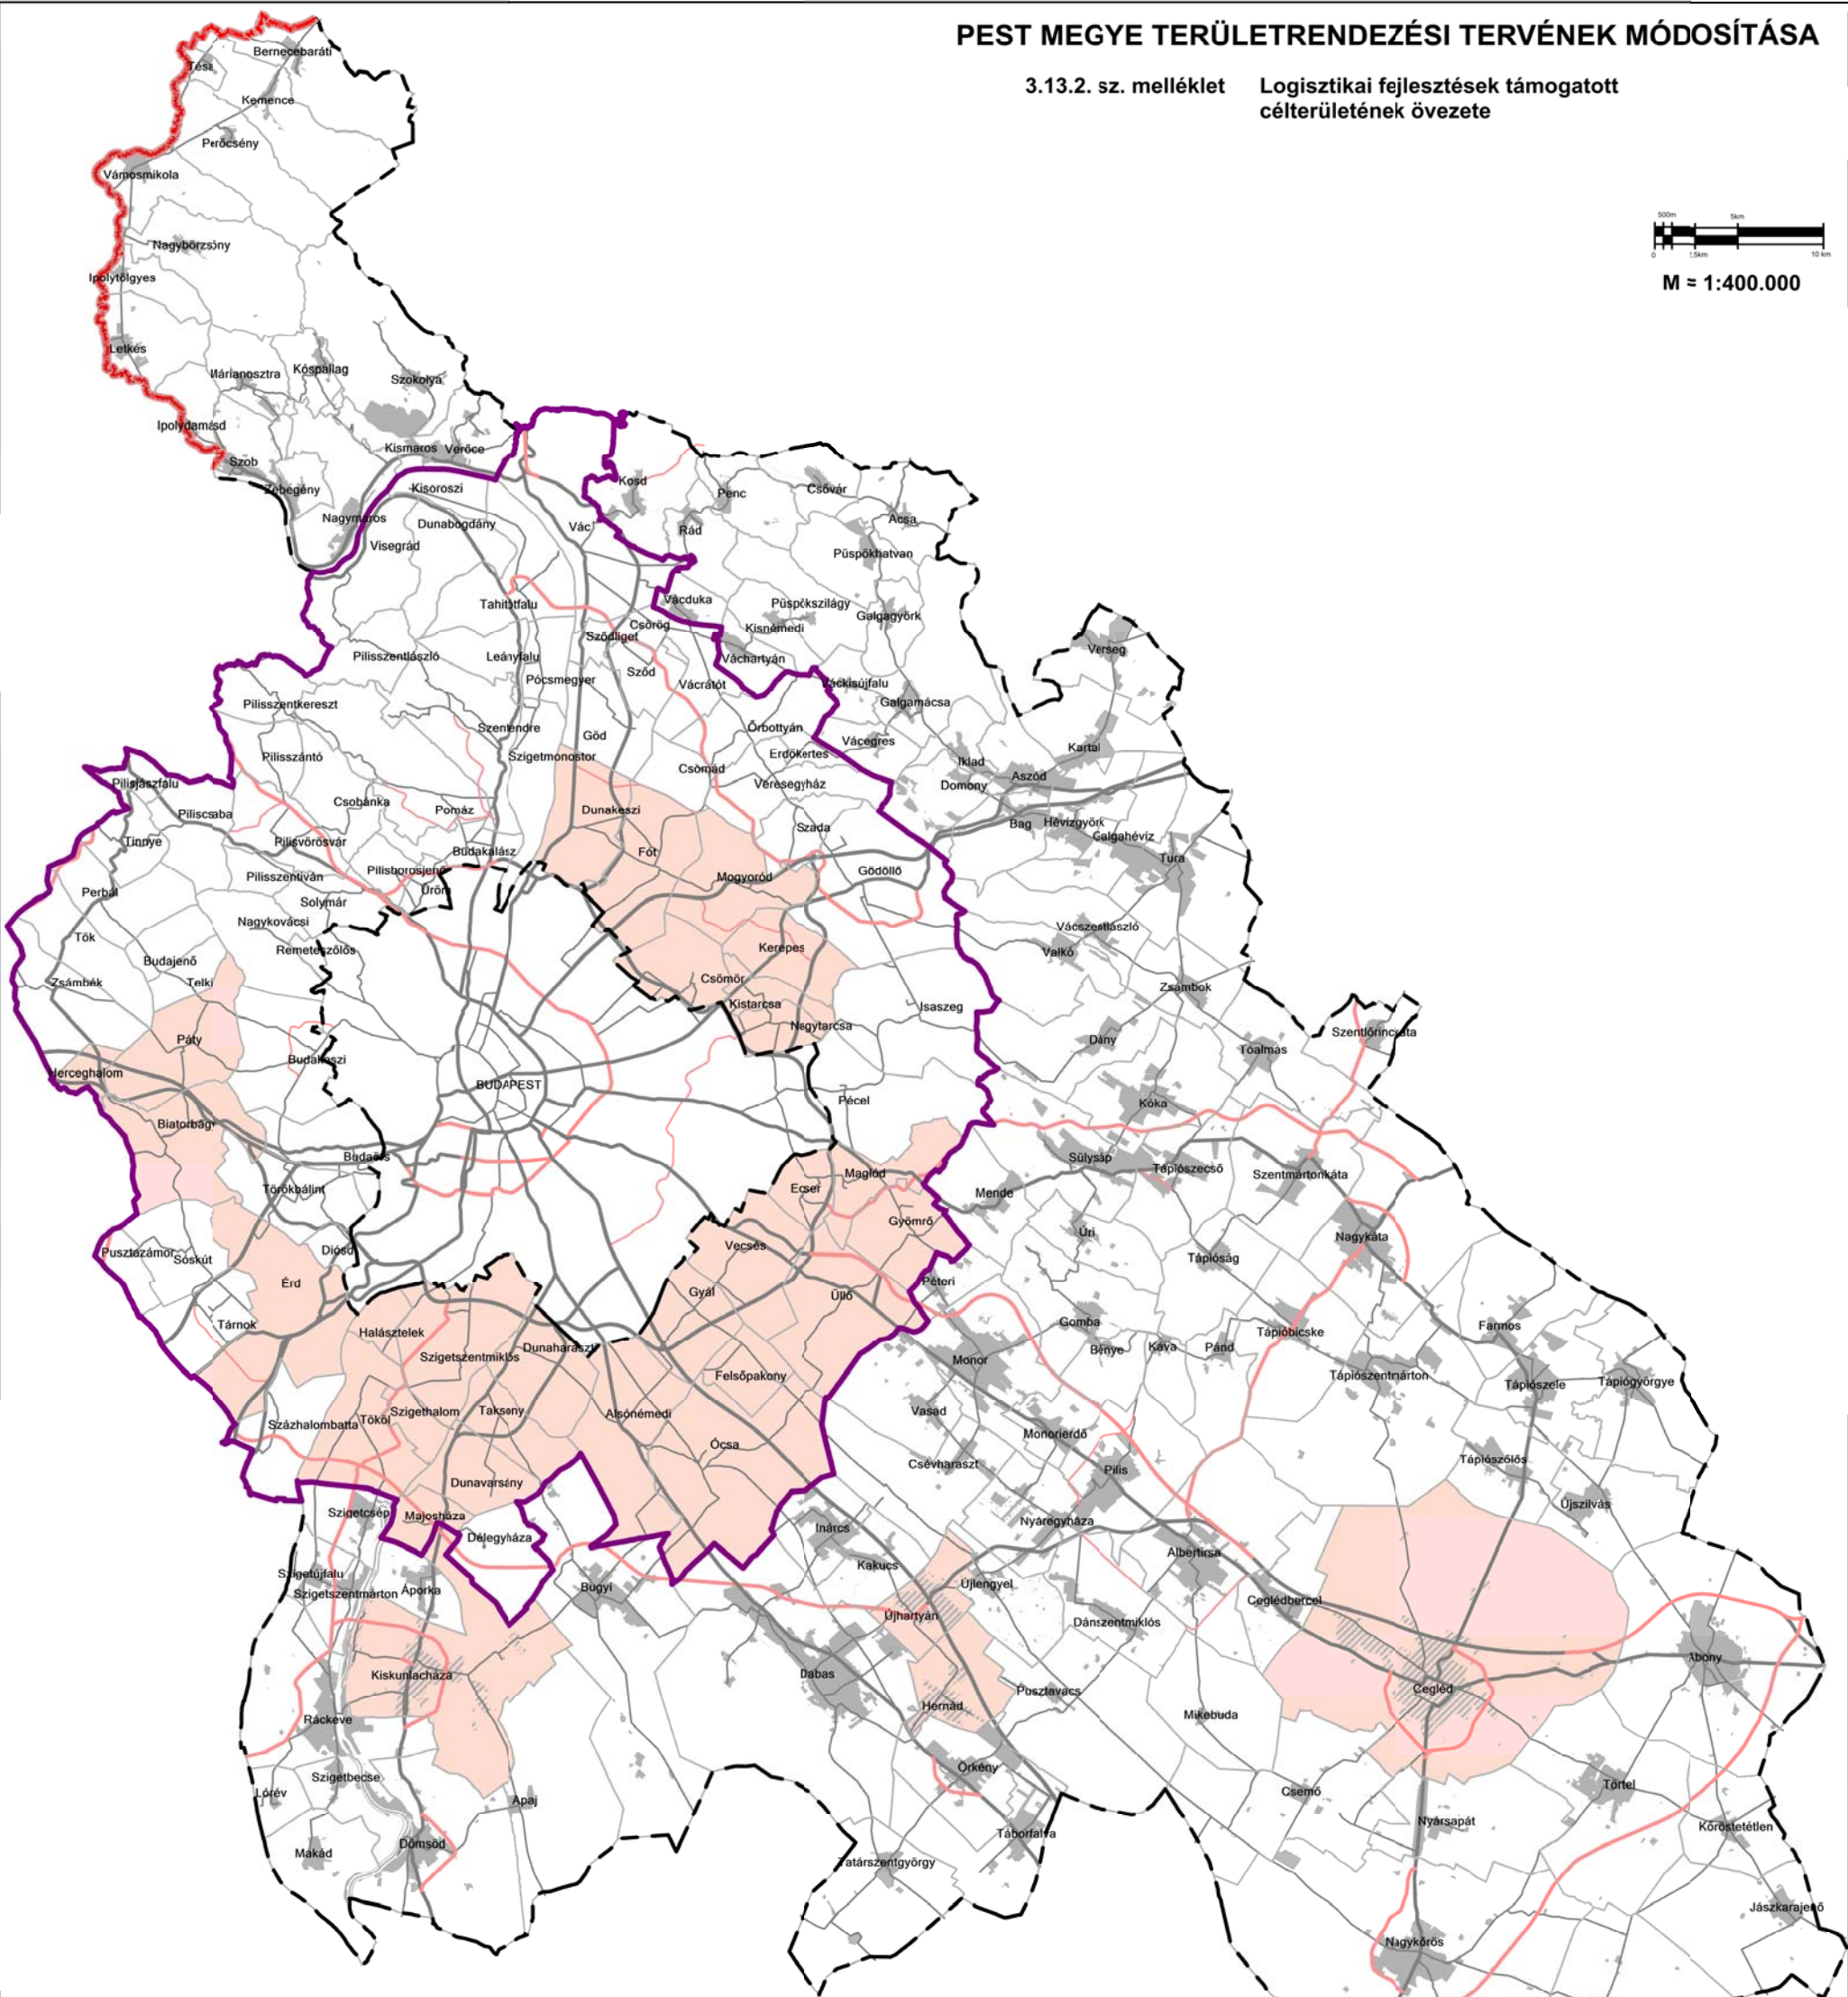 PEST MEGYE TERÜLETRENDEZÉSI TERVÉNEK MÓDOSÍTÁSA
3.13.2. sz. melléklet Logisztikai fejlesztések támogatott
célterületének övezete
500m 5km
0 1,5km 10 km
M = 1:400.000
Bernecebaráti
Tésa
Kemence
Perőcsény
Vámosmikola
Nagybörzsöny
Ipolytölgyes
Letkés
Márianosztra
Kóspallag
Szokolya
Ipolydamásd
Kismaros
Verőce
Szob
Zebegény
Kisoroszi
Kosd
Penc
Csővár
Nagymaros
Dunabogdány
Vác
Rád
Acsa
Visegrád
Püspökhatvan
Tahitótfalu
Vácduka
Püspökszilágy
Galgagyörk
Csörög
Kisnémedi
Sződliget
Verseg
Pilisszentlászló
Leányfalu
Váchartyán
Pócsmegyer
Sződ
Vácrátót
Váckisújfalu
Galgamácsa
Pilisszentkereszt
Szentendre
Göd
Őrbottyán
Vácegres
Kartal
Pilisszántó
Szigetmonostor
Erdőkertes
Csomád
Iklad
Aszód
Pilisjászfalu
Veresegyház
Domony
Csobánka
Pomáz
Dunakeszi
Piliscsaba
Szada
Bag
Hévízgyörk
Galgahévíz
Tinnye
Pilisvörösvár
Budakalász
Fót
Tura
Pilisborosjenő
Gödöllő
Pilisszentiván
Mogyoród
Perbál
Üröm
Solymár
Nagykovácsi
Vácszentlászló
Tök
Remeteszőlős
Kerepes
Valkó
Budajenő
Zsámbék
Telki
Csömör
Zsámbok
Kistarcsa
Isaszeg
Nagytarcsa
Szentlőrinckáta
Páty
Dány
Tóalmás
Budakeszi
Herceghalom
BUDAPEST
Pécel
Kóka
Biatorbágy
Budaörs
Sülysáp
Tápiószecső
Szentmártonkáta
Maglód
Törökbálint
Ecser
Mende
Gyömrő
Úri
Nagykáta
Pusztazámor
Sóskút
Diósd
Vecsés
Tápióság
Érd
Gyál
Üllő
Péteri
Tárnok
Halásztelek
Gomba
Tápióbicske
Farmos
Dunaharaszti
Szigetszentmiklós
Monor
Bénye
Káva
Pánd
Felsőpakony
Tápiószentmárton
Tápiószele
Tápiógyörgye
Százhalombatta
Tököl
Szigethalom
Taksony
Alsónémedi
Vasad
Monorierdő
Ócsa
Csévharaszt
Pilis
Tápiószőlős
Dunavarsány
Újszilvás
Szigetcsép
Majosháza
Nyáregyháza
Délegyháza
Inárcs
Albertirsa
Kakucs
Szigetújfalu
Szigetszentmárton
Áporka
Bugyi
Újlengyel
Ceglédbercel
Újhartyán
Dánszentmiklós
Kiskunlacháza
Dabas
Abony
Pusztavacs
Cegléd
Hernád
Mikebuda
Ráckeve
Örkény
Szigetbecse
Csemő
Törtel
Lórév
Apaj
Nyársapát
Kőröstetétlen
Táborfalva
Dömsöd
Makád
Tatárszentgyörgy
Jászkarajenő
Nagykőrös